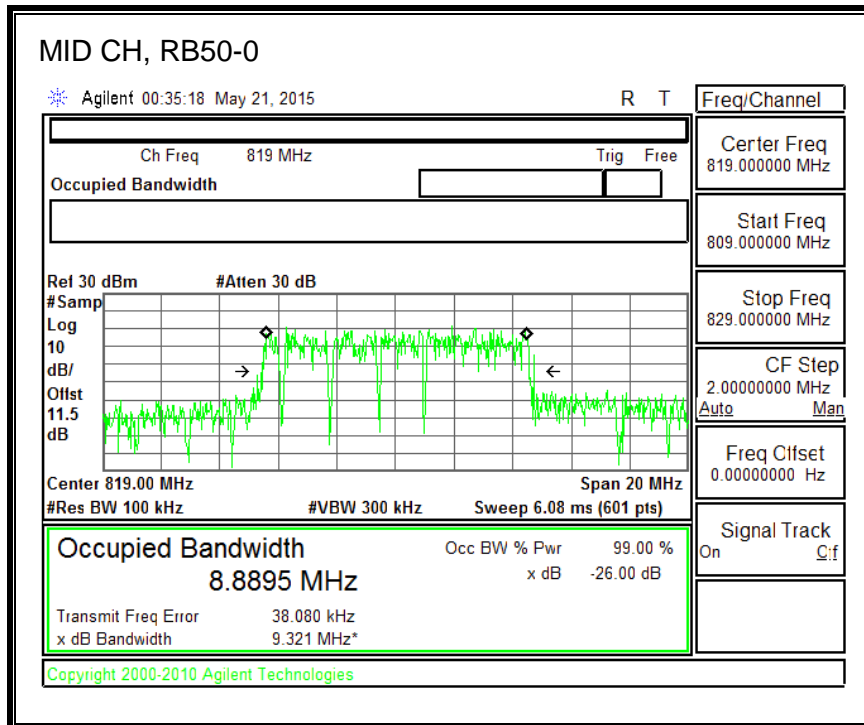 MID CH, RB50-0
Agilent 00:35:18 May 21, 2015 R T
Freq/Channel
Ch Freq 819 MHz Trig Free
Occupied Bandwidth
Center Freq
819.000000 MHz
Start Freq
809.000000 MHz
Stop Freq
829.000000 MHz
CF Step
2.00000000 MHz
Auto Man
Freq Offset
0.00000000 Hz
Signal Track
On Off
Ref 30 dBm #Atten 30 dB
#Samp
Log
10
dB/
Offst
11.5
dB
Center 819.00 MHz Span 20 MHz
#Res BW 100 kHz #VBW 300 kHz Sweep 6.08 ms (601 pts)
Occupied Bandwidth
8.8895 MHz
Occ BW % Pwr 99.00 %
x dB -26.00 dB
Transmit Freq Error 38.080 kHz
x dB Bandwidth 9.321 MHz*
Copyright 2000-2010 Agilent Technologies